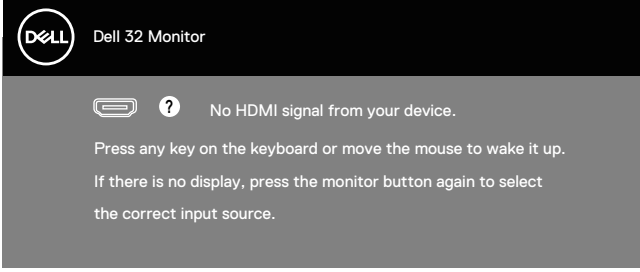 DELL
Dell 32 Monitor
? No HDMI signal from your device.
Press any key on the keyboard or move the mouse to wake it up.
If there is no display, press the monitor button again to select
the correct input source.